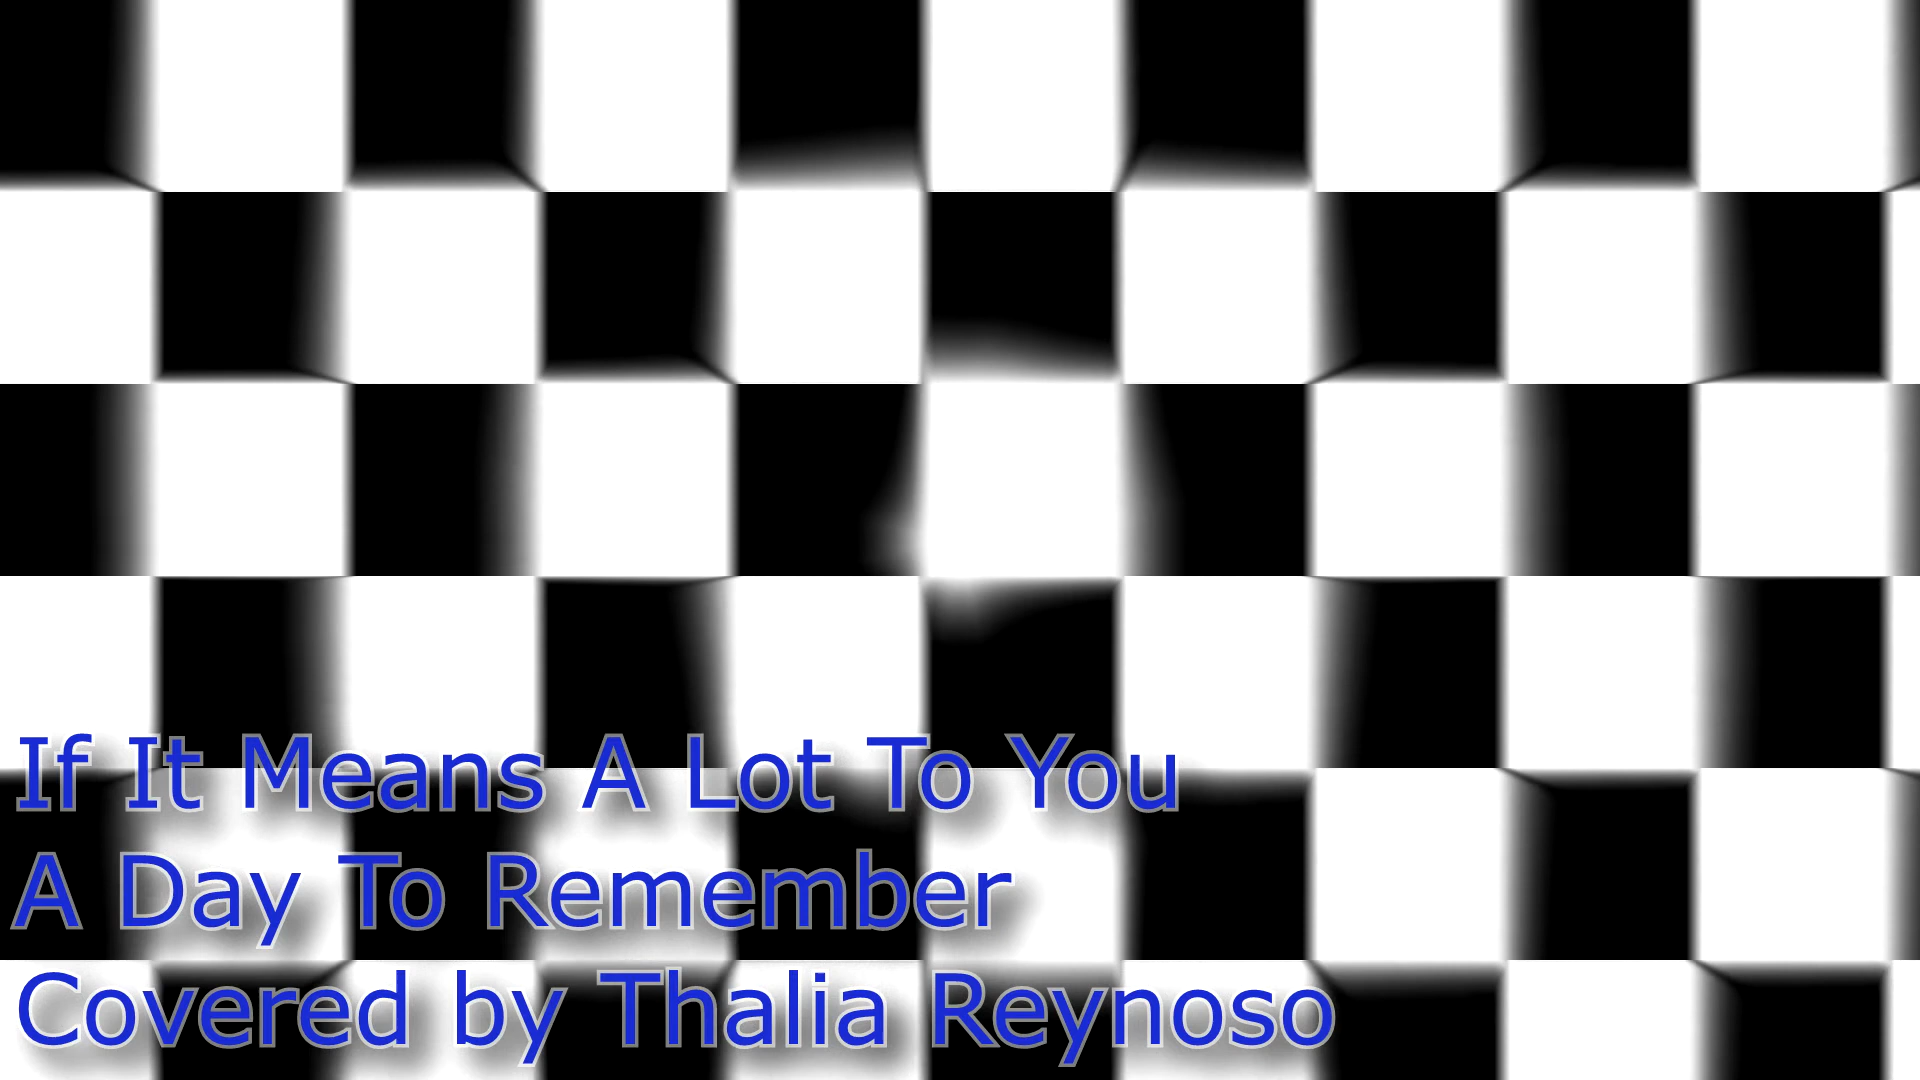 If It Means A Lot To You
A Day To Remember
Covered by Thalia Reynoso